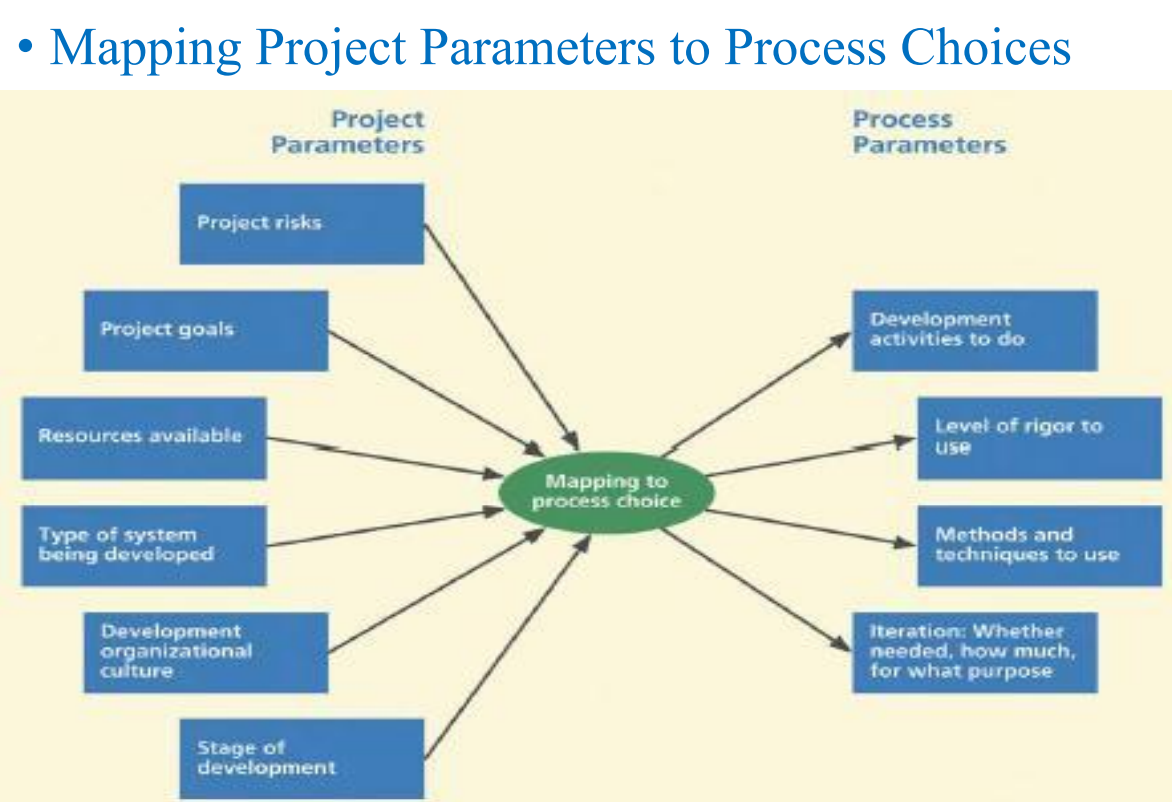 • Mapping Project Parameters to Process Choices
Project
Parameters
Process
Parameters
Project risks
Project goals
Resources available
Type of system
being developed
Development
organizational
culture
Stage of
development
Mapping to
process choice
Development
activities to do
Level of rigor to
use
Methods and
techniques to use
Iteration: Whether
needed, how much,
for what purpose